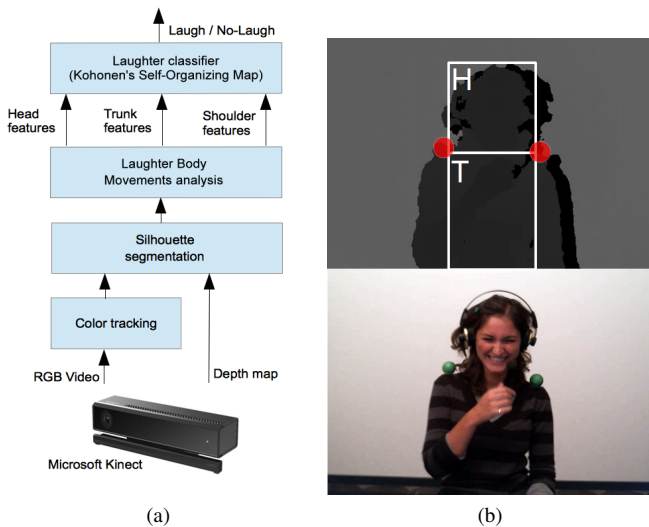 Laugh / No-Laugh
Laughter classifier
(Kohonen's Self-Organizing Map)
Head
features
Trunk
features
Shoulder
features
Laughter Body
Movements analysis
Silhouette
segmentation
Color tracking
RGB Video
Depth map
Microsoft Kinect
(a)
H
T
(b)